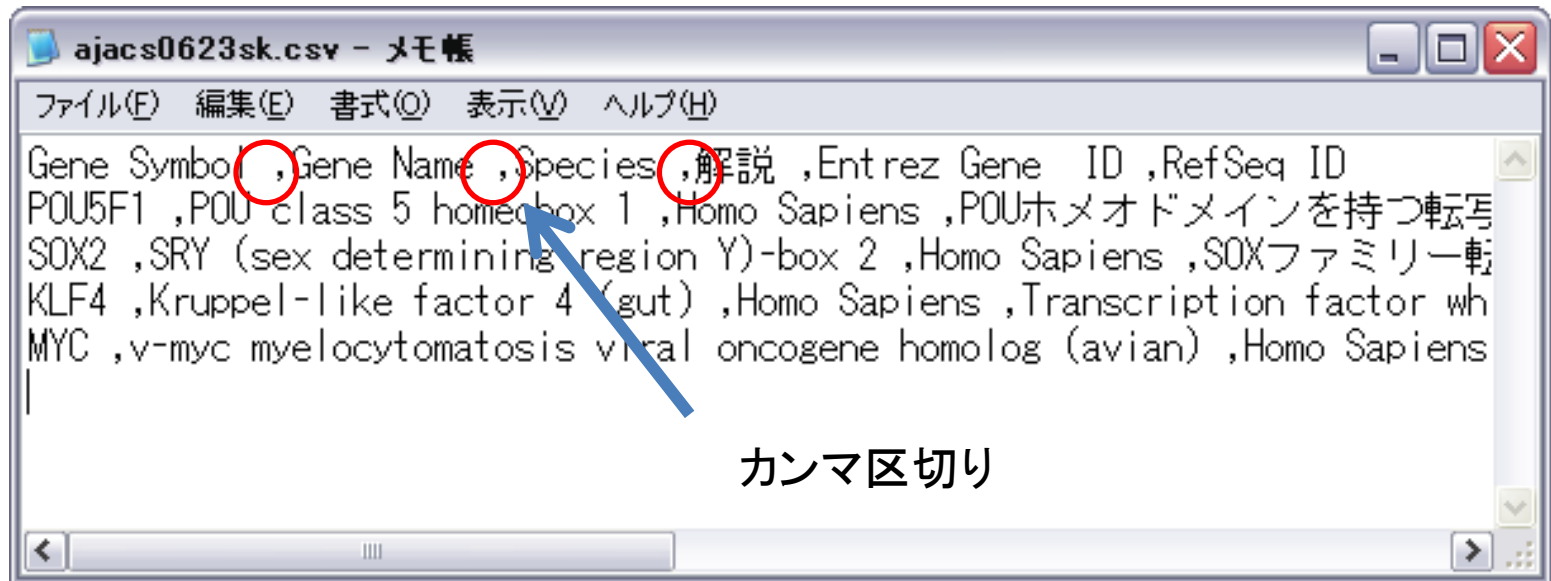 ajacs0623sk.csv - メモ帳
ファイル(F) 編集(E) 書式(O) 表示(V) ヘルプ(H)
Gene Symbol ,Gene Name ,Species ,解説 ,Entrez Gene  ID ,RefSeq ID
POU5F1 ,POU class 5 homeobox 1 ,Homo Sapiens ,POUホメオドメインを持つ転写
SOX2 ,SRY (sex determining region Y)-box 2 ,Homo Sapiens ,SOXファミリー転
KLF4 ,Kruppel-like factor 4 (gut) ,Homo Sapiens ,Transcription factor wh
MYC ,v-myc myelocytomatosis viral oncogene homolog (avian) ,Homo Sapiens
カンマ区切り